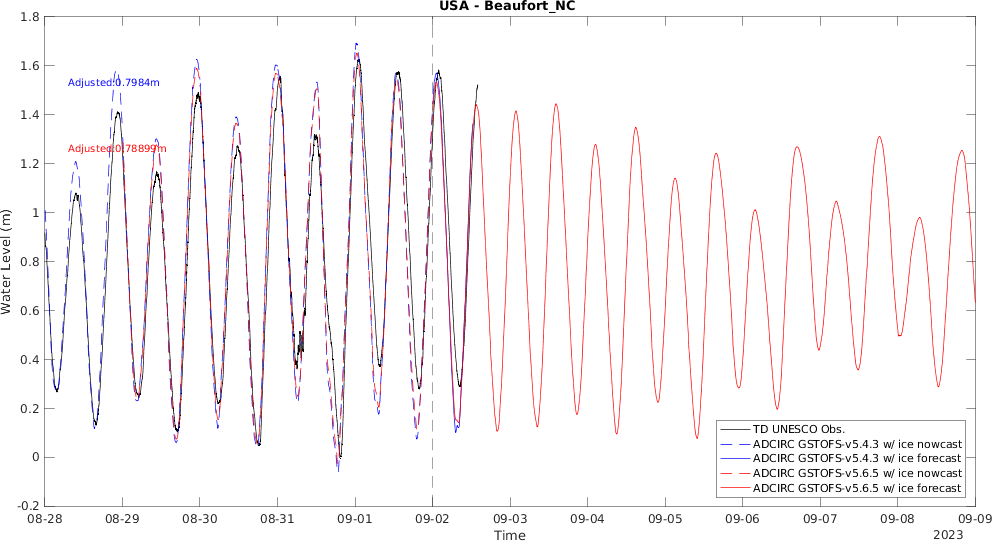 USA - Beaufort_NC
1.8
1.6
1.4
1.2
1
0.8
0.6
0.4
0.2
0
-0.2
Water Level (m)
Adjusted:0.7984m
Adjusted:0.78899m
TD UNESCO Obs.
ADCIRC GSTOFS-v5.4.3 w/ ice nowcast
ADCIRC GSTOFS-v5.4.3 w/ ice forecast
ADCIRC GSTOFS-v5.6.5 w/ ice nowcast
ADCIRC GSTOFS-v5.6.5 w/ ice forecast
08-28 08-29 08-30 08-31 09-01 09-02 09-03 09-04 09-05 09-06 09-07 09-08 09-09
Time
2023